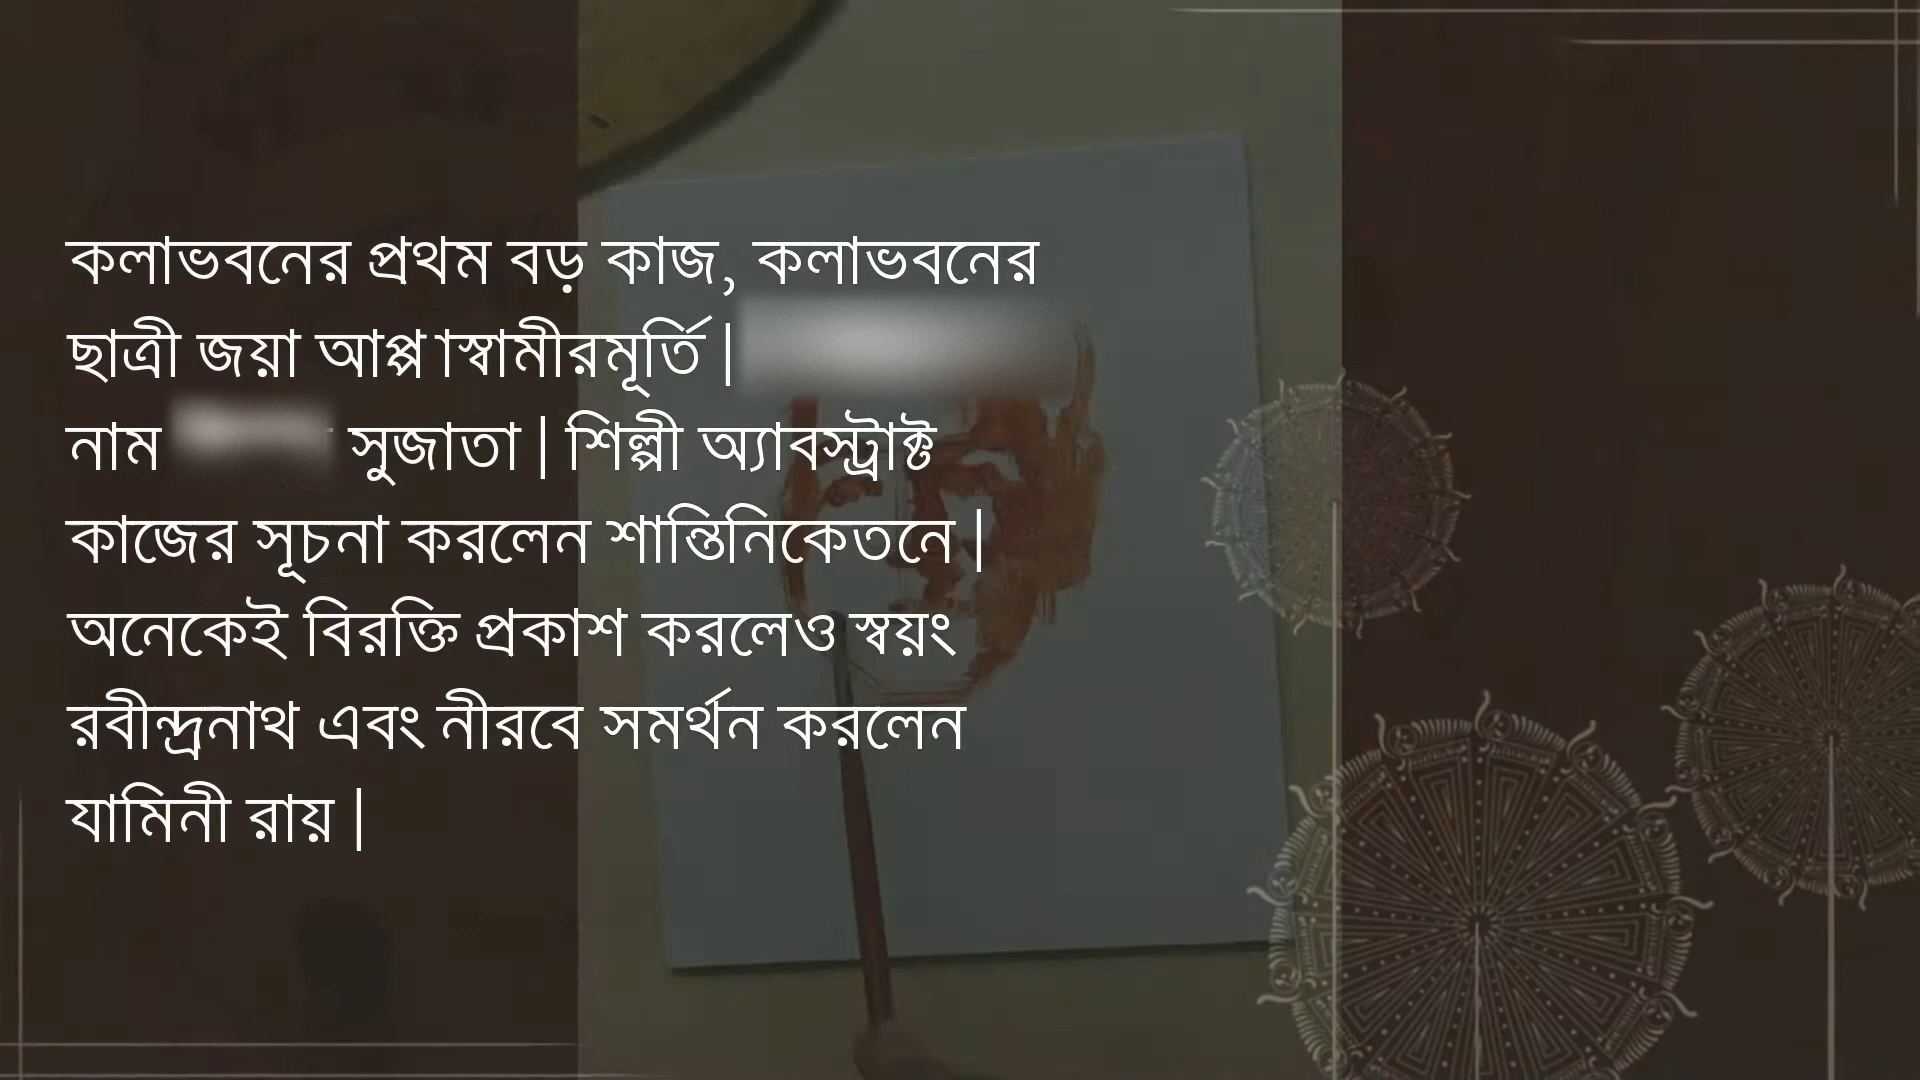 কলাভবনের প্রথম বড় কাজ, কলাভবনের
ছাত্রী জয়া আপ্পাস্বামীরমূর্তি |
নাম সুজাতা | শিল্পী অ্যাবস্ট্রাক্ট
কাজের সূচনা করলেন শান্তিনিকেতনে |
অনেকেই বিরক্তি প্রকাশ করলেও স্বয়ং
রবীন্দ্রনাথ এবং নীরবে সমর্থন করলেন
যামিনী রায় |